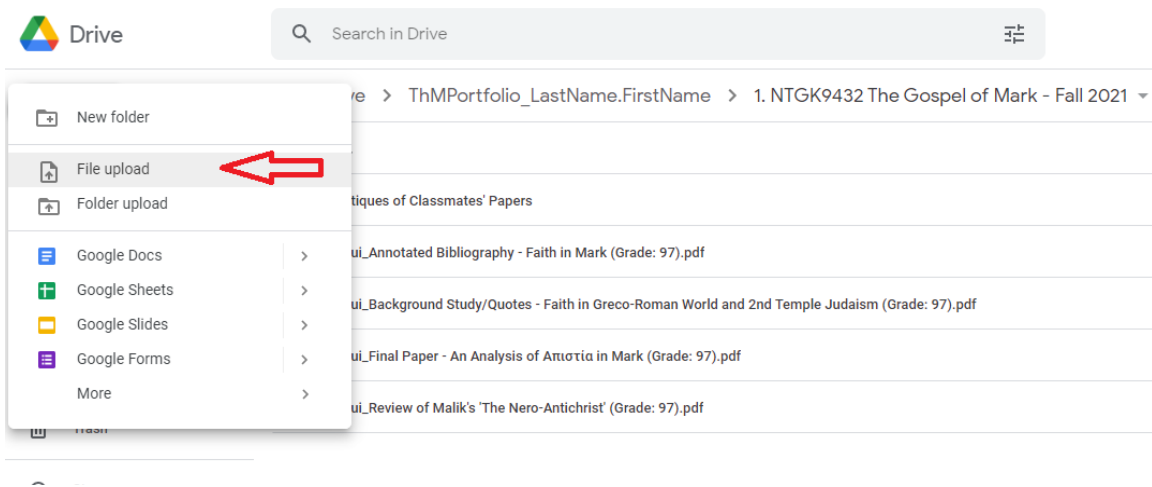 Drive
Search in Drive
ThMPortfolio_LastName.FirstName > 1. NTGK9432 The Gospel of Mark - Fall 2021
New folder
File upload
Folder upload
tiques of Classmates' Papers
Google Docs
ui_Annotated Bibliography - Faith in Mark (Grade: 97).pdf
Google Sheets
ui_Background Study/Quotes - Faith in Greco-Roman World and 2nd Temple Judaism (Grade: 97).pdf
Google Slides
Google Forms
ui_Final Paper - An Analysis of Απιστία in Mark (Grade: 97).pdf
More
ui_Review of Malik's 'The Nero-Antichrist' (Grade: 97).pdf
Trash